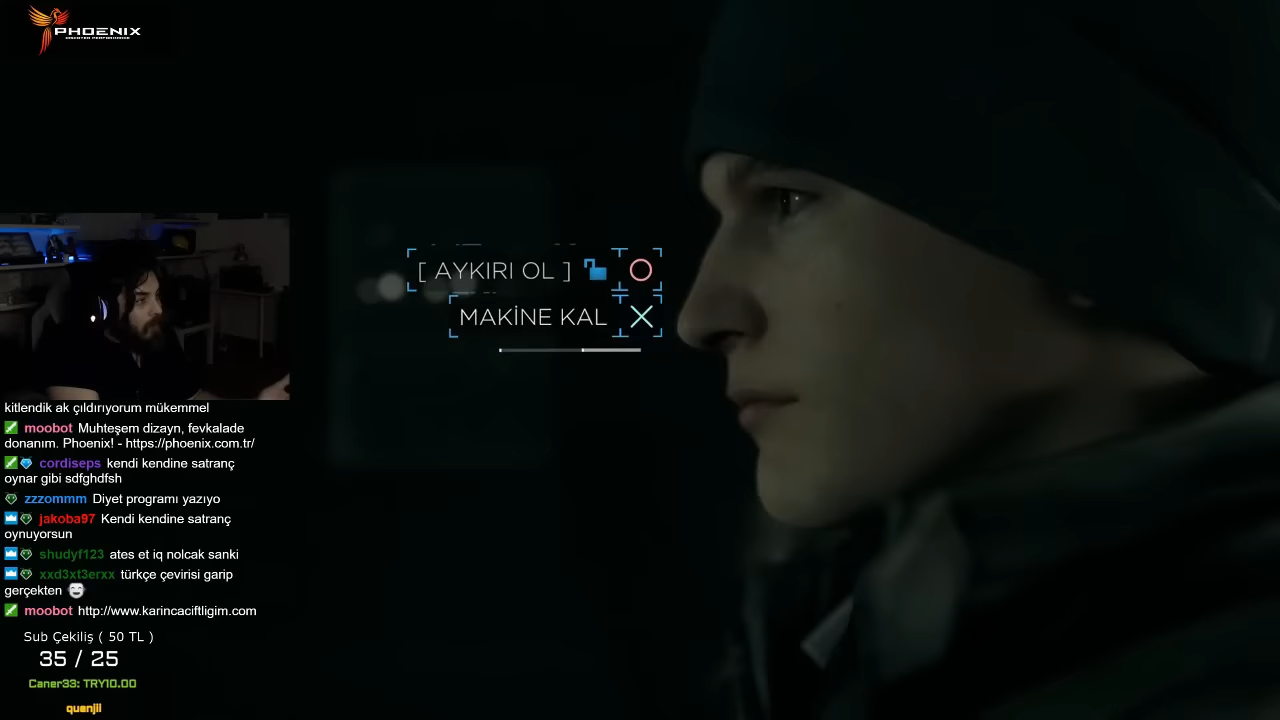 PHOENIX
[ AYKIRI OL ]
MAKİNE KAL
kitlendik ak çıldırıyorum mükemmel
moobot Muhteşem dizayn, fevkalade
donanım. Phoenix! - https://phoenix.com.tr/
cordiseps kendi kendine satranç
oynar gibi sdfghdfsh
zzzommm Diyet programı yazıyo
jakoba97 Kendi kendine satranç
oynuyorsun
shudyf123 ates et iq nolcak sanki
xxd3xt3erxx türkçe çevirisi garip
gerçekten
moobot http://www.karincaciftligim.com
Sub Çekiliş ( 50 TL )
35 / 25
Caner33: TRY10.00
quenjii